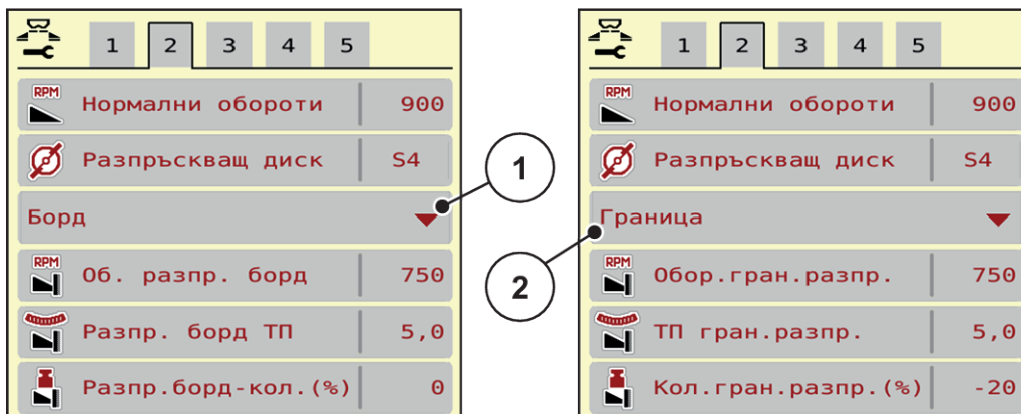 1 2 3 4 5
RPM Нормални обороти 900
Разпръскващ диск S4
Борд
RPM Об. разпр. борд 750
Разпр. борд ТП 5,0
Разпр.борд-кол.(%) 0
1
2
1 2 3 4 5
RPM Нормални обороти 900
Разпръскващ диск S4
Граница
RPM Обор.гран.разпр. 750
ТП гран.разпр. 5,0
Кол.гран.разпр.(%) -20